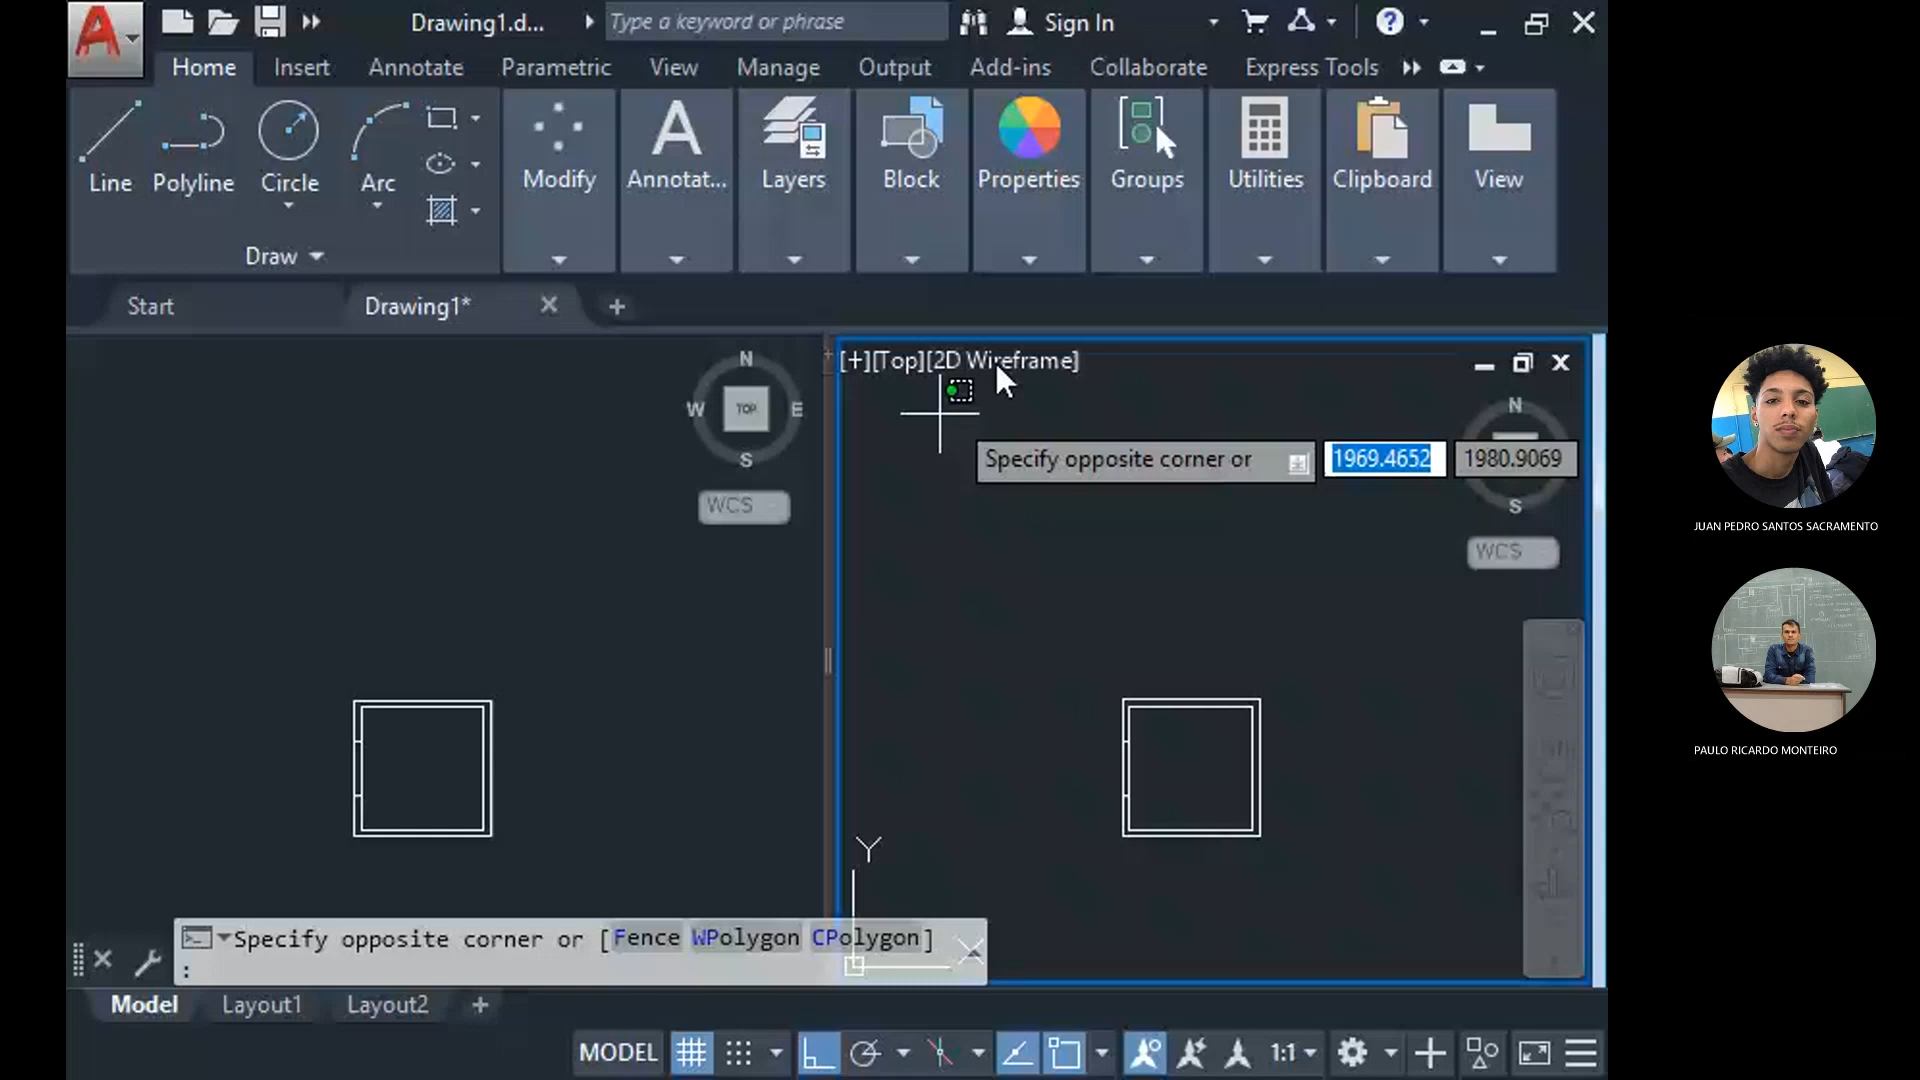 Drawing1.d...
Type a keyword or phrase
Sign In
Home Insert Annotate Parametric View Manage Output Add-ins Collaborate Express Tools
Line Polyline Circle Arc
Modify Annotat... Layers Block Properties Groups Utilities Clipboard View
Draw
Start Drawing1*
[+][Top][2D Wireframe]
N
W TOP E
S
WCS
N
S
WCS
Specify opposite corner or 1969.4652 1980.9069
Y
X
Specify opposite corner or [Fence WPolygon CPolygon]
:
Model Layout1 Layout2 +
MODEL 1:1
JUAN PEDRO SANTOS SACRAMENTO
PAULO RICARDO MONTEIRO